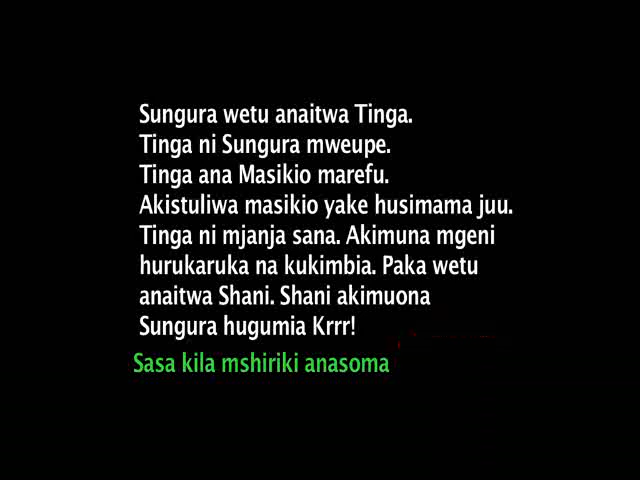 Sungura wetu anaitwa Tinga.
Tinga ni Sungura mweupe.
Tinga ana Masikio marefu.
Akistuliwa masikio yake husimama juu.
Tinga ni mjanja sana. Akimuna mgeni
hurukaruka na kukimbia. Paka wetu
anaitwa Shani. Shani akimuona
Sungura hugumia Krrr!
Sasa kila mshiriki anasoma